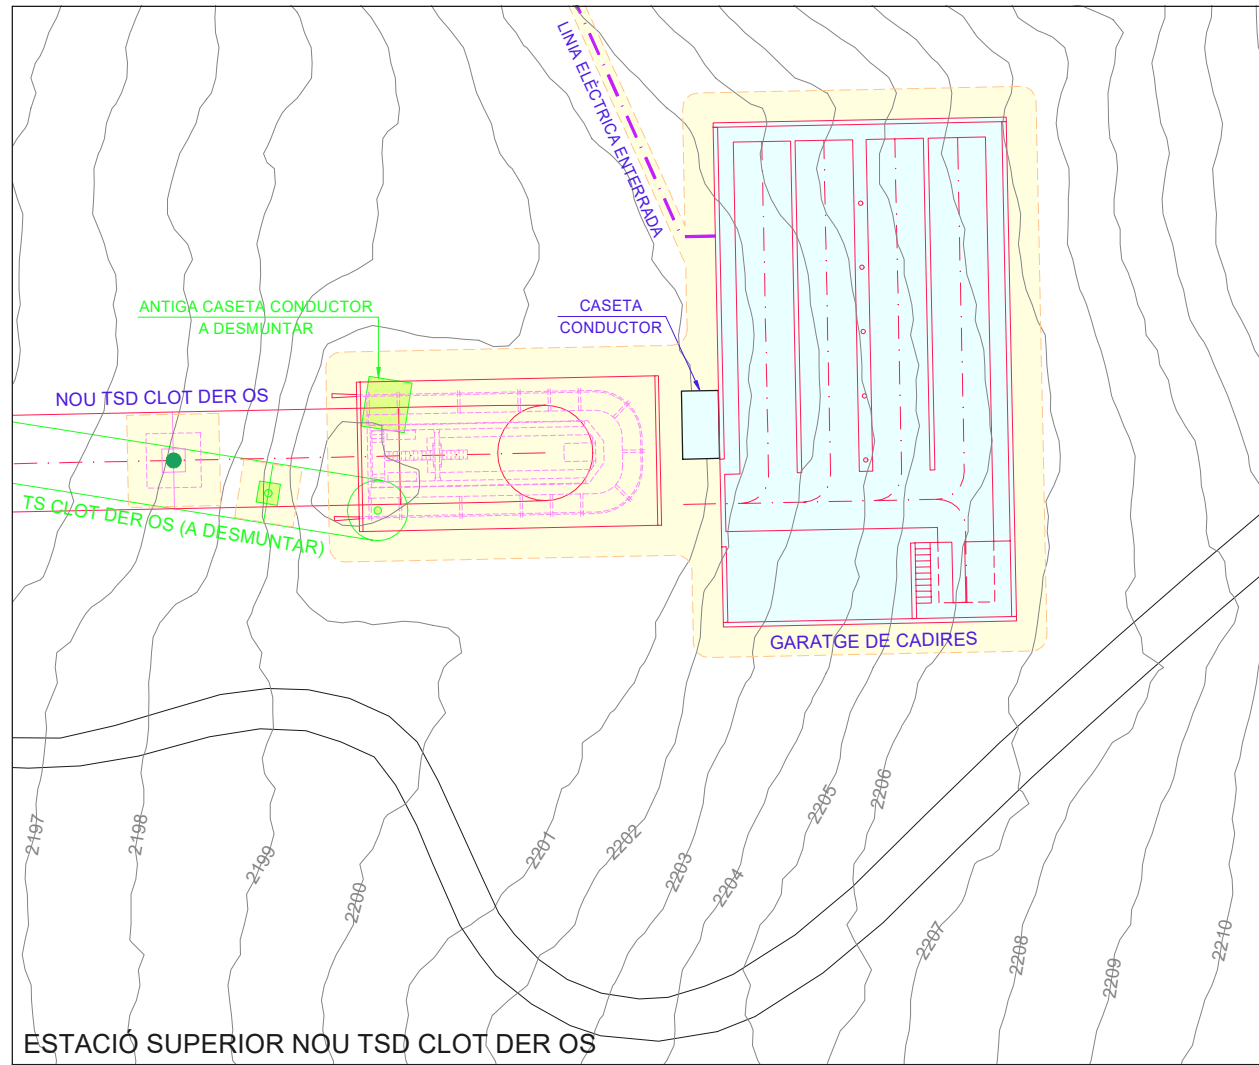 LINIA ELÈCTRICA ENTERRADA
ANTIGA CASETA CONDUCTOR
A DESMUNTAR
CASETA
CONDUCTOR
NOU TSD CLOT DER OS
TS CLOT DER OS (A DESMUNTAR)
GARATGE DE CADIRES
2197
2198
2199
2200
2201
2202
2203
2204
2205
2206
2207
2208
2209
2210
ESTACIÓ SUPERIOR NOU TSD CLOT DER OS